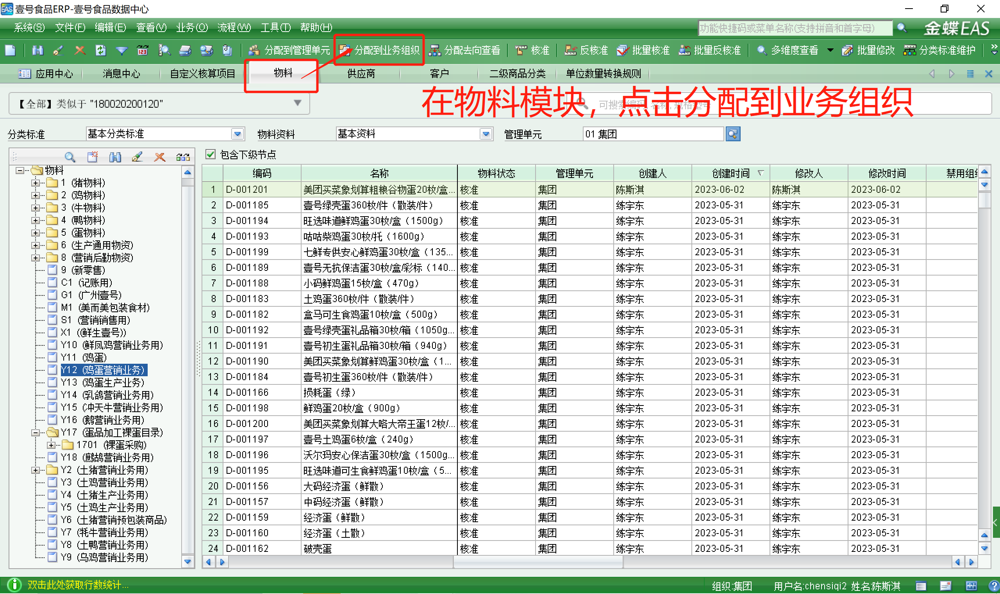 壹号食品ERP-壹号食品数据中心
系统(S) 文件(F) 编辑(E) 查看(V) 业务(O) 流程(W) 工具(T) 帮助(H) 功能快捷码或菜单名称(支持拼音和首字母) 金蝶EAS
分配到管理单元 分配到业务组织 分配去向查看 核准 反核准 批量核准 批量反核准 多维度查看 批量修改 分类标准维护
应用中心 消息中心 自定义核算项目 物料 供应商 客户 二级商品分类 单位数量转换规则
在物料模块，点击分配到业务组织
【全部】类似于 "180020200120" 可搜索编码, 名称, 规格型号
分类标准 基本分类标准 物料资料 基本资料 管理单元 01 集团
包含下级节点
物料
1 (猪物料)
2 (鸡物料)
3 (牛物料)
4 (鸭物料)
5 (蛋物料)
6 (生产通用物资)
8 (营销后勤物资)
9 (新零售)
C1 (记账用)
G1 (广州壹号)
M1 (美而美包装食材)
S1 (营销销售用)
X1 ((鲜生壹号))
Y10 (鲜凤鸡营销业务用)
Y11 (鸡蛋)
Y12 (鸡蛋营销业务)
Y13 (鸡蛋生产业务)
Y14 (乳鸽营销业务用)
Y15 (冲天牛营销业务用)
Y16 (鹅营销业务用)
Y17 (蛋品加工裸蛋目录)
1701 (裸蛋采购)
Y18 (鹧鸪营销业务用)
Y2 (土猪营销业务用)
Y3 (土鸡营销业务用)
Y4 (土猪生产业务用)
Y5 (土鸡生产业务用)
Y6 (土猪营销预包装商品)
Y7 (牦牛营销业务用)
Y8 (土鸭营销业务用)
Y9 (乌鸡营销业务用)
编码 名称 物料状态 管理单元 创建人 创建时间 修改人 修改时间 禁用组织
1 D-001201 美团买菜象划算粗粮谷物蛋20枚/盒... 核准 集团 陈斯淇 2023-06-02 陈斯淇 2023-06-02
2 D-001185 壹号绿壳蛋360枚/件（散装/件） 核准 集团 练宇东 2023-05-31 练宇东 2023-05-31
3 D-001194 旺选味道鲜鸡蛋30枚/盒（1500g） 核准 集团 练宇东 2023-05-31 练宇东 2023-05-31
4 D-001193 咕咕柴鸡蛋30枚/托（1600g） 核准 集团 练宇东 2023-05-31 练宇东 2023-05-31
5 D-001199 七鲜专供安心鲜鸡蛋30枚/盒（135... 核准 集团 练宇东 2023-05-31 练宇东 2023-05-31
6 D-001189 壹号无抗保洁蛋30枚/盒/彩标（140... 核准 集团 练宇东 2023-05-31 练宇东 2023-05-31
7 D-001188 小码鲜鸡蛋15枚/盒（470g） 核准 集团 练宇东 2023-05-31 练宇东 2023-05-31
8 D-001183 土鸡蛋360枚/件（散装/件） 核准 集团 练宇东 2023-05-31 练宇东 2023-05-31
9 D-001182 盒马可生食鸡蛋10枚/盒（500g） 核准 集团 练宇东 2023-05-31 练宇东 2023-05-31
10 D-001192 壹号绿壳蛋礼品箱30枚/箱（1050g... 核准 集团 练宇东 2023-05-31 练宇东 2023-05-31
11 D-001191 壹号初生蛋礼品箱30枚/箱（940g） 核准 集团 练宇东 2023-05-31 练宇东 2023-05-31
12 D-001190 美团买菜象划算鲜鸡蛋30枚/盒（1... 核准 集团 练宇东 2023-05-31 练宇东 2023-05-31
13 D-001184 壹号初生蛋360枚/件（散装/件） 核准 集团 练宇东 2023-05-31 练宇东 2023-05-31
14 D-001166 损耗蛋（绿） 核准 集团 练宇东 2023-05-31 练宇东 2023-05-31
15 D-001198 鲜鸡蛋20枚/盒（900g） 核准 集团 练宇东 2023-05-31 练宇东 2023-05-31
16 D-001200 美团买菜象划算大咯大帝王蛋12枚/... 核准 集团 练宇东 2023-05-31 练宇东 2023-05-31
17 D-001197 壹号土鸡蛋6枚/盒（240g） 核准 集团 练宇东 2023-05-31 练宇东 2023-05-31
18 D-001196 沃尔玛安心保洁蛋30枚/盒（1500g... 核准 集团 练宇东 2023-05-31 练宇东 2023-05-31
19 D-001195 旺选味道可生食鲜鸡蛋10枚/盒（5... 核准 集团 练宇东 2023-05-31 练宇东 2023-05-31
20 D-001156 大码经济蛋（鲜散） 核准 集团 练宇东 2023-05-31 练宇东 2023-05-31
21 D-001157 中码经济蛋（鲜散） 核准 集团 练宇东 2023-05-31 练宇东 2023-05-31
22 D-001159 经济蛋（鲜散） 核准 集团 练宇东 2023-05-31 练宇东 2023-05-31
23 D-001160 经济蛋（土散） 核准 集团 练宇东 2023-05-31 练宇东 2023-05-31
24 D-001162 破壳蛋 核准 集团 练宇东 2023-05-31 练宇东 2023-05-31
双击此处获取行数统计... 组织:集团 用户名:chensiqi2 姓名:陈斯淇